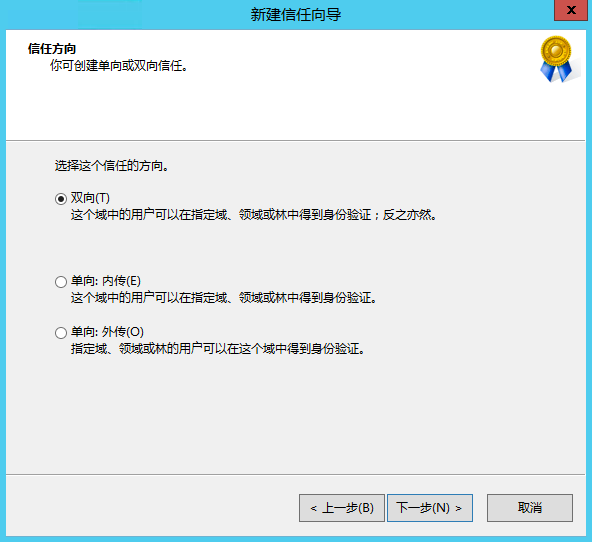 新建信任向导
x
信任方向
你可创建单向或双向信任。
选择这个信任的方向。
双向(T)
这个域中的用户可以在指定域、领域或林中得到身份验证；反之亦然。
单向: 内传(E)
这个域中的用户可以在指定域、领域或林中得到身份验证。
单向: 外传(O)
指定域、领域或林的用户可以在这个域中得到身份验证。
< 上一步(B) 下一步(N) > 取消